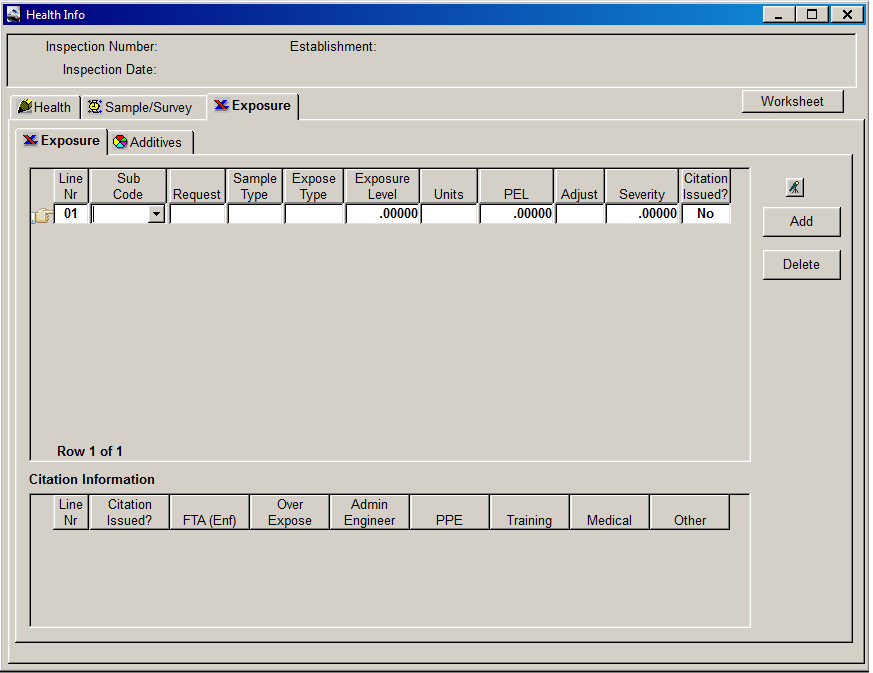 Health Info
Inspection Number: Establishment:
Inspection Date:
Health Sample/Survey Exposure Worksheet
Exposure Additives
Line Nr Sub Code Request Sample Type Expose Type Exposure Level Units PEL Adjust Severity Citation Issued?
01 .00000 .00000 .00000 No
Add
Delete
Row 1 of 1
Citation Information
Line Nr Citation Issued? FTA (Enf) Over Expose Admin Engineer PPE Training Medical Other